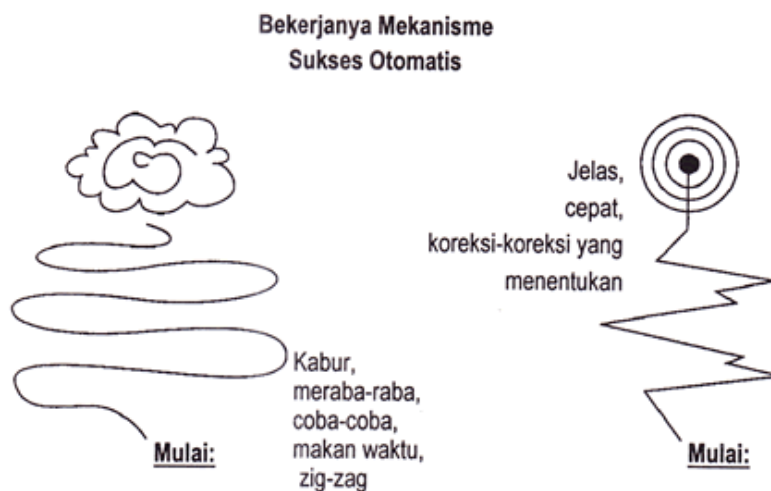 Bekerjanya Mekanisme
Sukses Otomatis
Jelas,
cepat,
koreksi-koreksi yang
menentukan
Kabur,
meraba-raba,
coba-coba,
makan waktu,
zig-zag
Mulai:
Mulai: